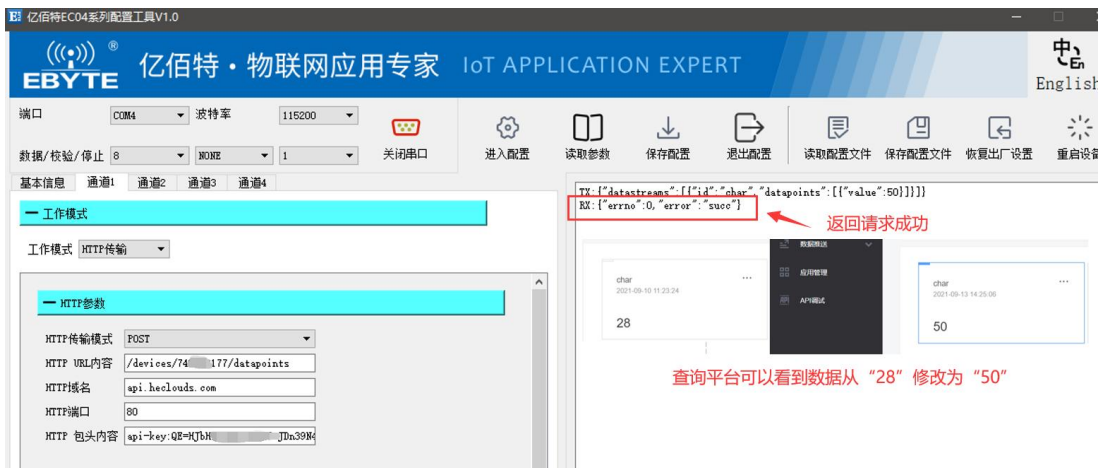 亿佰特EC04系列配置工具V1.0
((•)) ®
EBYTE 亿佰特·物联网应用专家 IoT APPLICATION EXPERT
中 En
English
端口 COM4 波特率 115200
数据/校验/停止 8 NONE 1
关闭串口 进入配置 读取参数 保存配置 退出配置 读取配置文件 保存配置文件 恢复出厂设置 重启设备
基本信息 通道1 通道2 通道3 通道4
工作模式
工作模式 HTTP传输
HTTP参数
HTTP传输模式 POST
HTTP URL内容 /devices/74 177/datapoints
HTTP域名 api.heclouds.com
HTTP端口 80
HTTP 包头内容 api-key:QE=HJbH JDn39N4
TX:{"datastreams":[{"id":"char","datapoints":[{"value":50}]}]}
RX:{"errno":0,"error":"succ"}
返回请求成功
char
2021-09-10 11:23:24
28
数据推送
应用管理
API调试
char
2021-09-13 14:25:06
50
查询平台可以看到数据从“28”修改为“50”